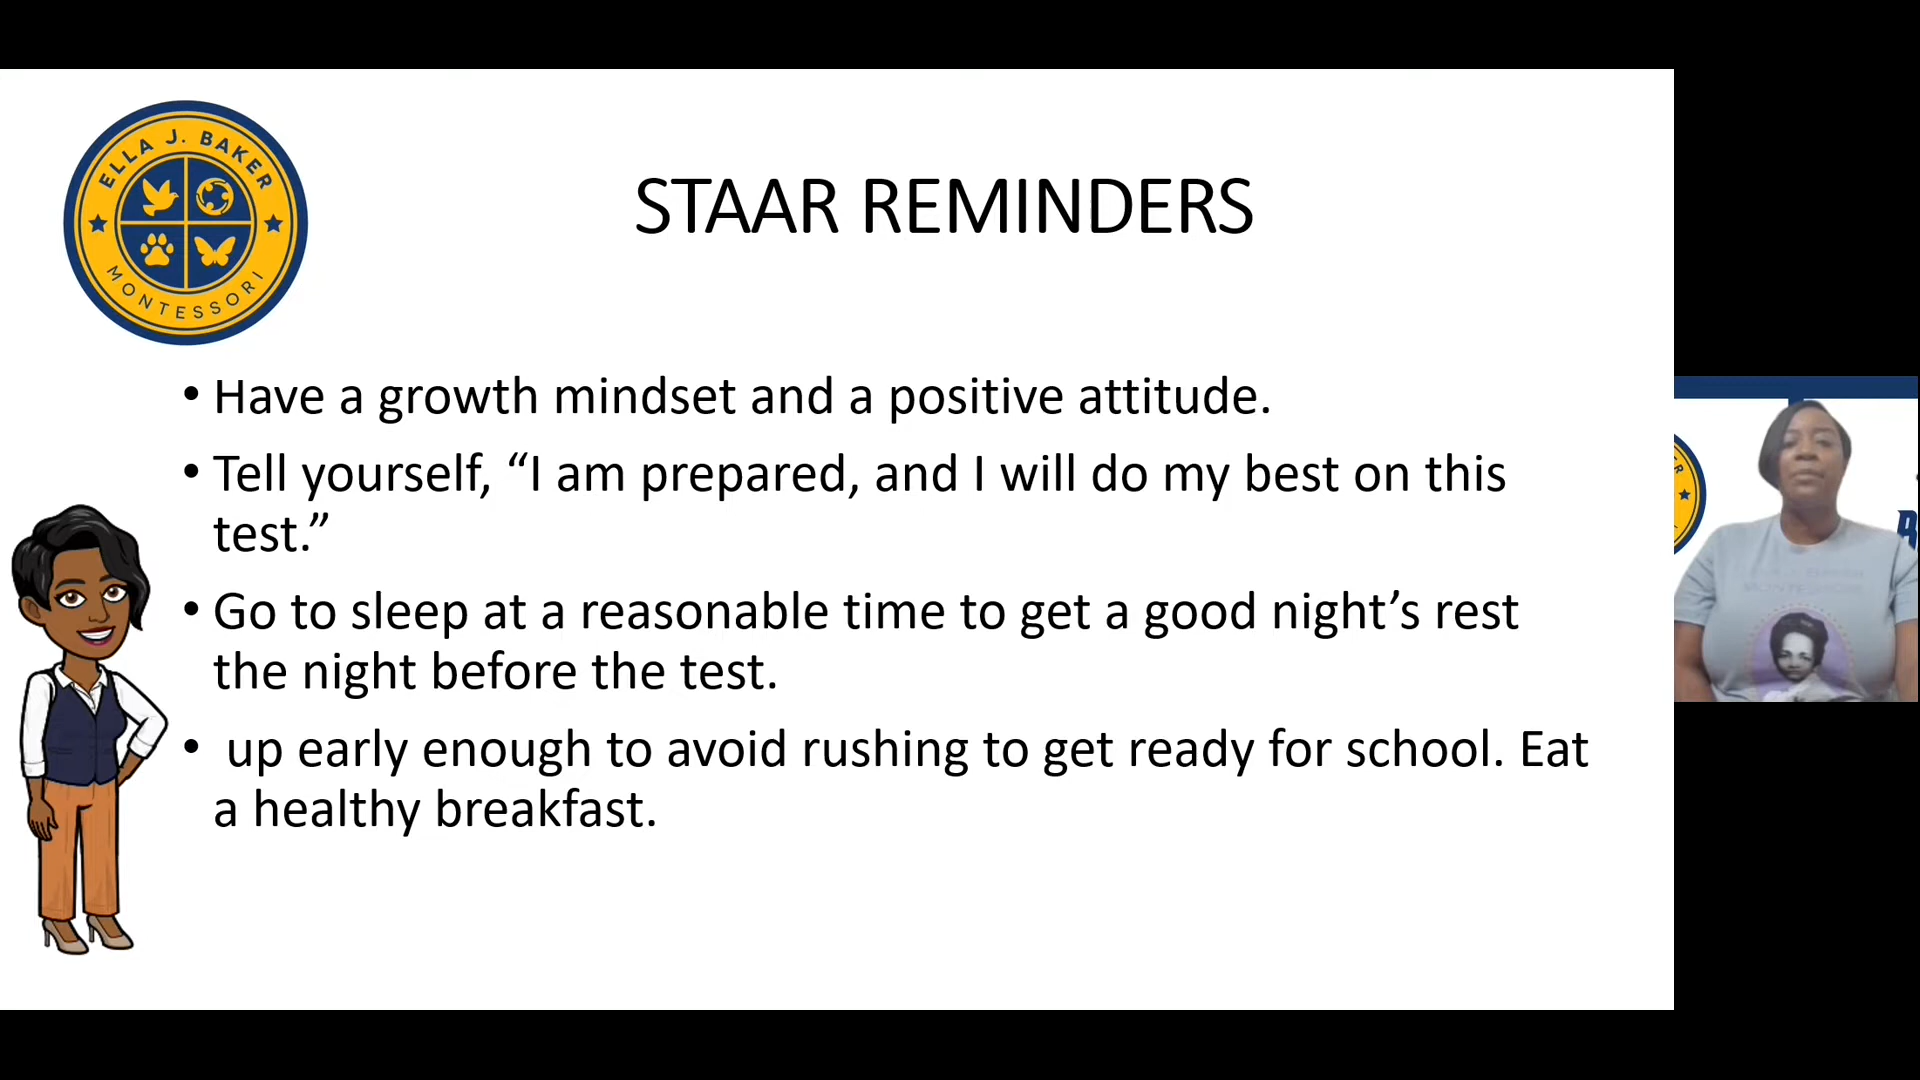 ELLA J. BAKER
MONTESSORI
STAAR REMINDERS
• Have a growth mindset and a positive attitude.
• Tell yourself, “I am prepared, and I will do my best on this
test.”
• Go to sleep at a reasonable time to get a good night’s rest
the night before the test.
• up early enough to avoid rushing to get ready for school. Eat
a healthy breakfast.